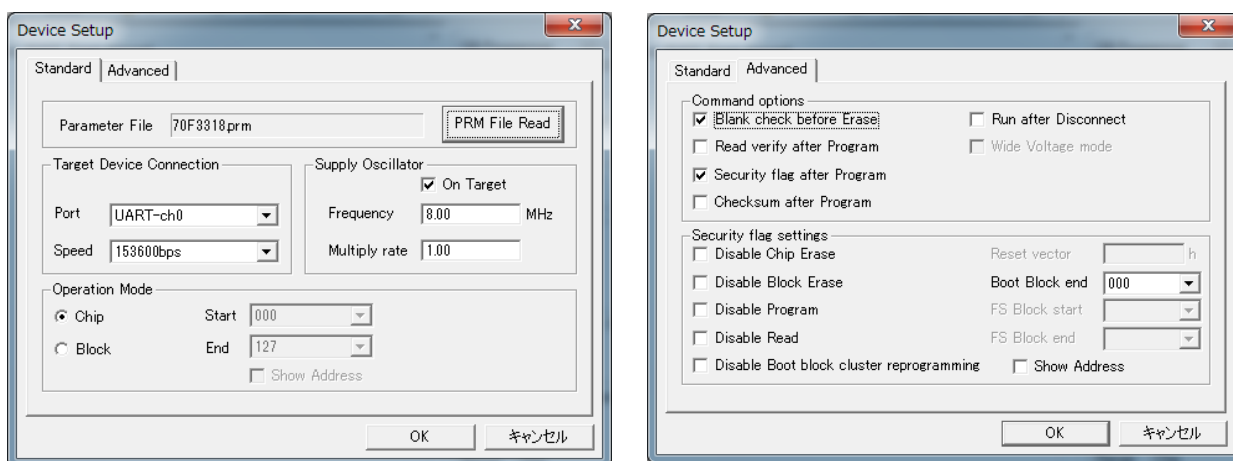 Device Setup
Standard Advanced
Parameter File 70F3318.prm PRM File Read
Target Device Connection
Port UART-ch0
Speed 153600bps
Supply Oscillator
On Target
Frequency 8.00 MHz
Multiply rate 1.00
Operation Mode
Chip Start 000
Block End 127
Show Address
OK キャンセル
Device Setup
Standard Advanced
Command options
Blank check before Erase Run after Disconnect
Read verify after Program Wide Voltage mode
Security flag after Program
Checksum after Program
Security flag settings
Disable Chip Erase Reset vector h
Disable Block Erase Boot Block end 000
Disable Program FS Block start
Disable Read FS Block end
Disable Boot block cluster reprogramming Show Address
OK キャンセル